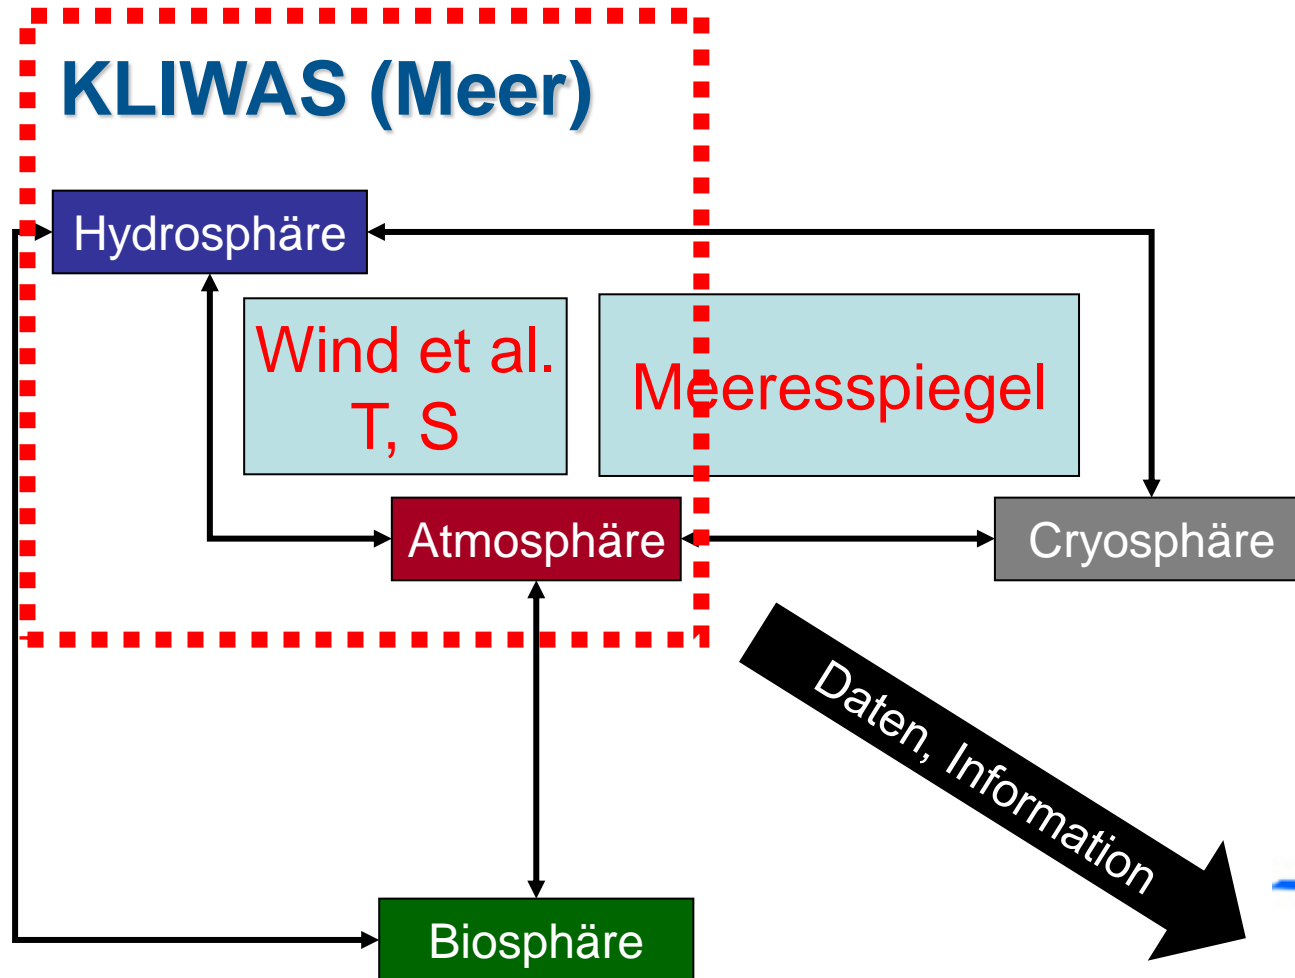 KLIWAS (Meer)
Hydrosphäre
Wind et al.
T, S
Meeresspiegel
Atmosphäre
Cryosphäre
Daten, Information
Biosphäre